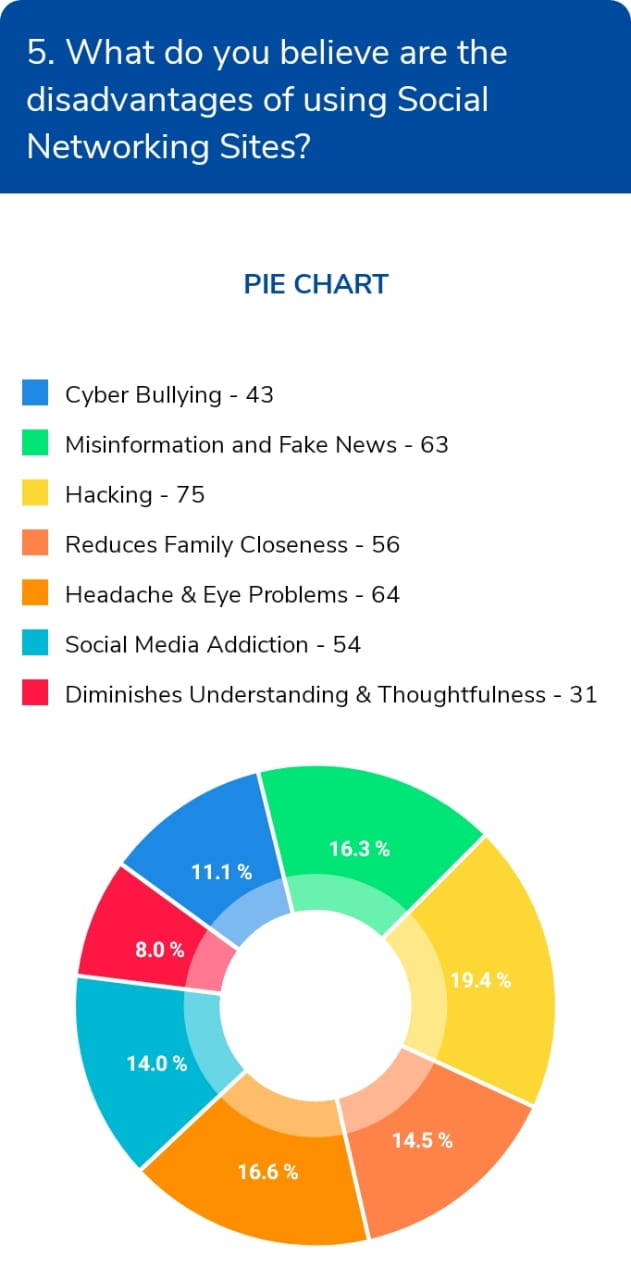 5. What do you believe are the
disadvantages of using Social
Networking Sites?
PIE CHART
Cyber Bullying - 43
Misinformation and Fake News - 63
Hacking - 75
Reduces Family Closeness - 56
Headache & Eye Problems - 64
Social Media Addiction - 54
Diminishes Understanding & Thoughtfulness - 31
16.3 %
11.1 %
8.0 %
19.4 %
14.0 %
14.5 %
16.6 %